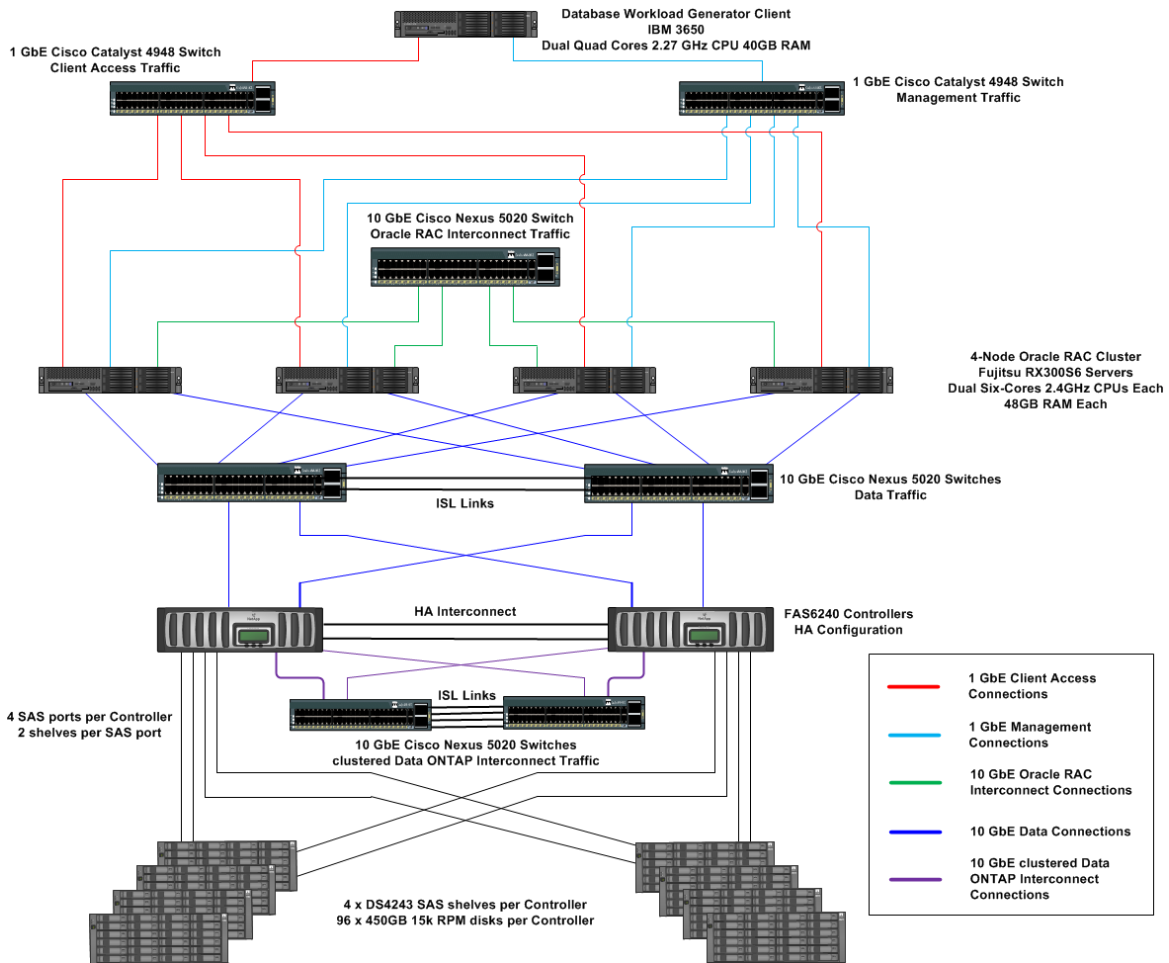 Database Workload Generator Client
IBM 3650
Dual Quad Cores 2.27 GHz CPU 40GB RAM
1 GbE Cisco Catalyst 4948 Switch
Client Access Traffic
1 GbE Cisco Catalyst 4948 Switch
Management Traffic
10 GbE Cisco Nexus 5020 Switch
Oracle RAC Interconnect Traffic
4-Node Oracle RAC Cluster
Fujitsu RX300S6 Servers
Dual Six-Cores 2.4GHz CPUs Each
48GB RAM Each
ISL Links
10 GbE Cisco Nexus 5020 Switches
Data Traffic
HA Interconnect
FAS6240 Controllers
HA Configuration
4 SAS ports per Controller
2 shelves per SAS port
ISL Links
10 GbE Cisco Nexus 5020 Switches
clustered Data ONTAP Interconnect Traffic
4 x DS4243 SAS shelves per Controller
96 x 450GB 15k RPM disks per Controller
1 GbE Client Access
Connections
1 GbE Management
Connections
10 GbE Oracle RAC
Interconnect Connections
10 GbE Data Connections
10 GbE clustered Data
ONTAP Interconnect
Connections